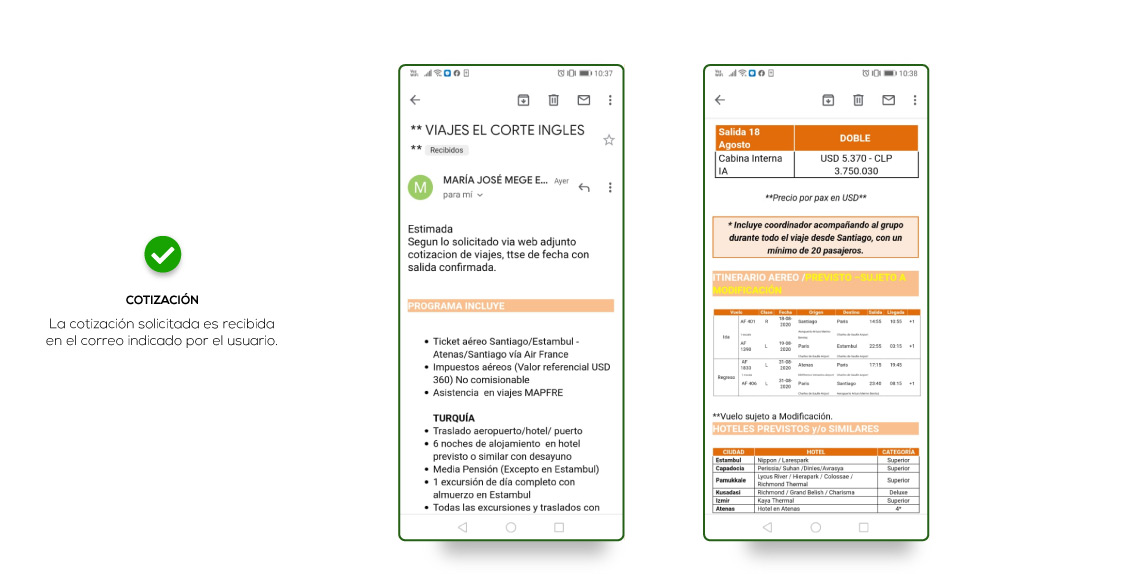 COTIZACIÓN
La cotización solicitada es recibida
en el correo indicado por el usuario.
10:37
** VIAJES EL CORTE INGLES
** Recibidos
M
MARÍA JOSÉ MEGE E... Ayer
para mí
Estimada
Segun lo solicitado via web adjunto
cotizacion de viajes, ttse de fecha con
salida confirmada.
PROGRAMA INCLUYE
• Ticket aéreo Santiago/Estambul -
Atenas/Santiago vía Air France
• Impuestos aéreos (Valor referencial USD
360) No comisionable
• Asistencia en viajes MAPFRE
TURQUÍA
• Traslado aeropuerto/hotel/ puerto
• 6 noches de alojamiento en hotel
previsto o similar con desayuno
• Media Pensión (Excepto en Estambul)
• 1 excursión de día completo con
almuerzo en Estambul
• Todas las excursiones y traslados con
10:38
Salida 18
Agosto
DOBLE
Cabina Interna
IA
USD 5.370 - CLP
3.750.030
**Precio por pax en USD**
* Incluye coordinador acompañando al grupo
durante todo el viaje desde Santiago, con un
mínimo de 20 pasajeros.
ITINERARIO AEREO /PREVISTO –SUJETO A
MODIFICACIÓN
Vuelo Clase Fecha Origen Destino Salida Llegada
Ida
AF 401 R 18-08-2020 Santiago Paris 14:55 10:55 +1
AF 1390 L 19-08-2020 Paris Estambul 22:55 03:15 +1
Regreso
AF 1833 L 31-08-2020 Atenas Paris 17:15 19:45
AF 406 L 31-08-2020 Paris Santiago 23:40 08:15 +1
**Vuelo sujeto a Modificación.
HOTELES PREVISTOS y/o SIMILARES
CIUDAD HOTEL CATEGORÍA
Estambul Nippon / Larespark Superior
Capadocia Perissia/ Suhan /Dinles/Avrasya Superior
Pamukkale Lycus River / Hierapark / Colossae /
Richmond Thermal Superior
Kusadasi Richmond / Grand Belish / Charisma Deluxe
Izmir Kaya Thermal Superior
Atenas Hotel en Atenas 4*